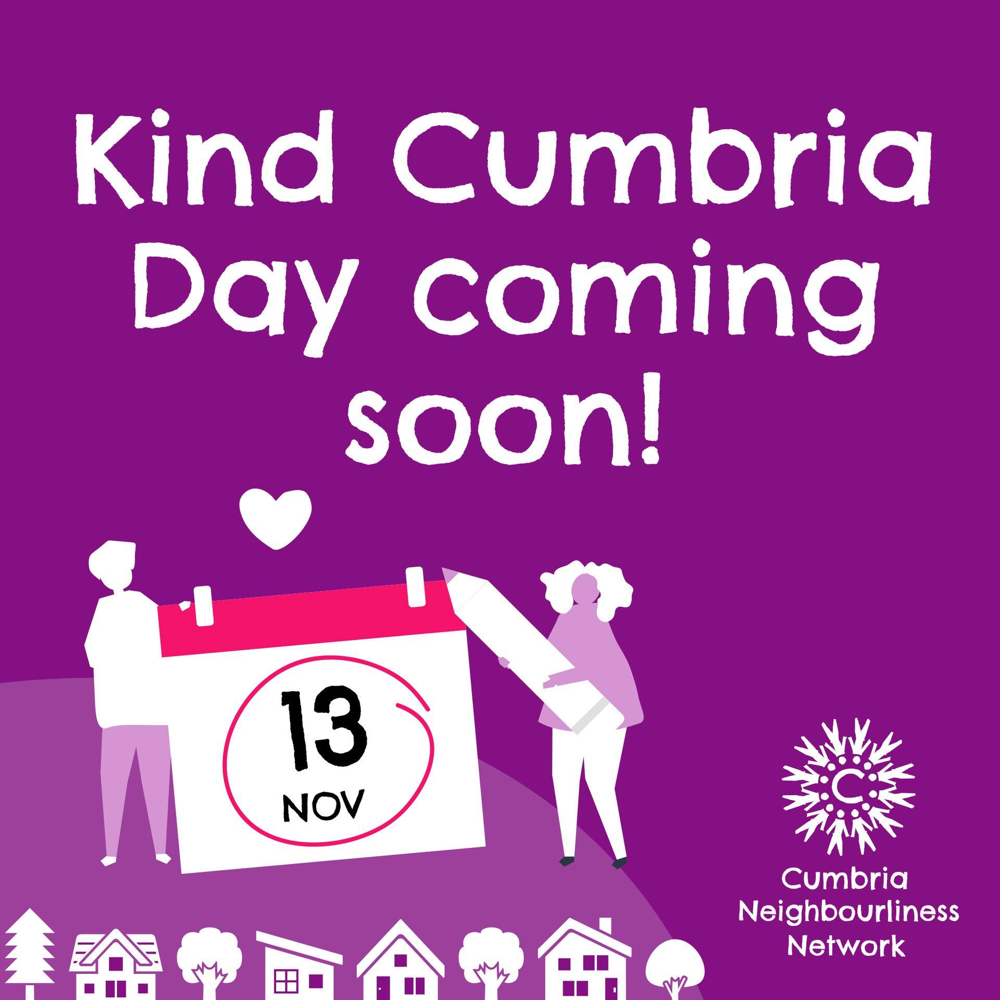 Kind Cumbria
Day coming
soon!
13
NOV
C
Cumbria
Neighbourliness
Network